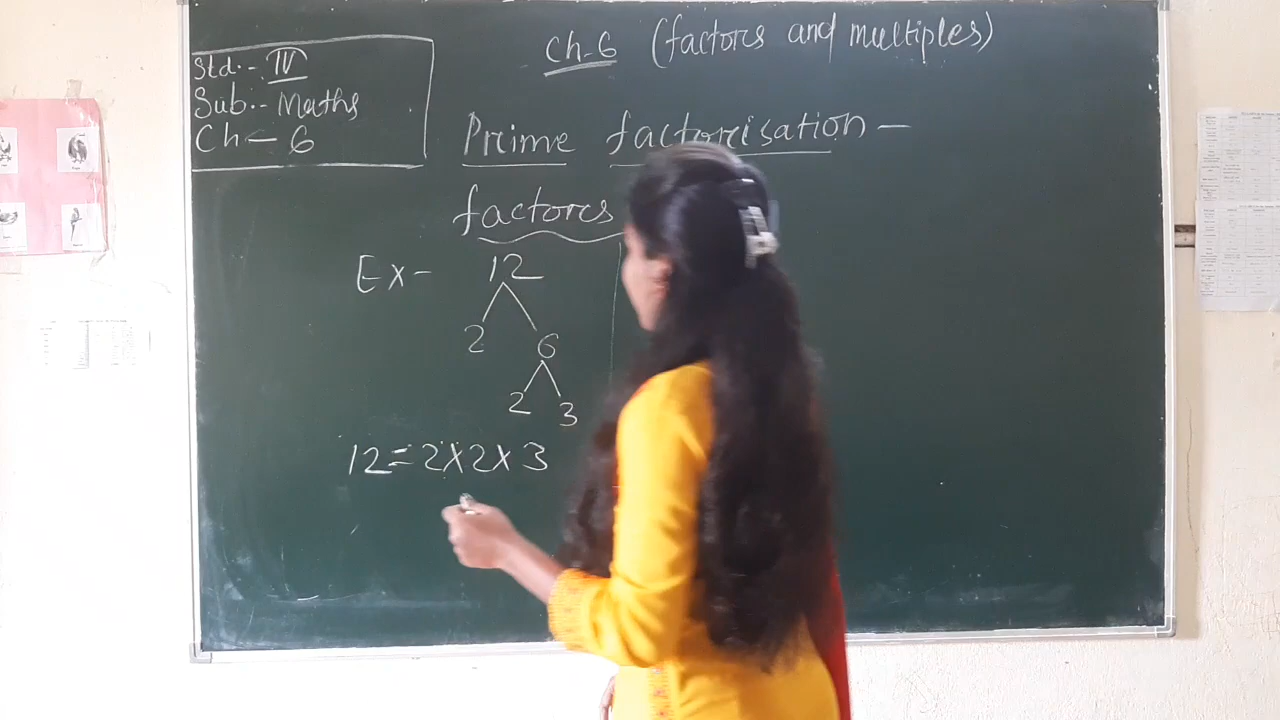 Std:- IV
Sub:- Maths
Ch- 6
Ch-6 (factors and multiples)
Prime factorisation -
factors
Ex- 12
2 6
2 3
12=2X2X3